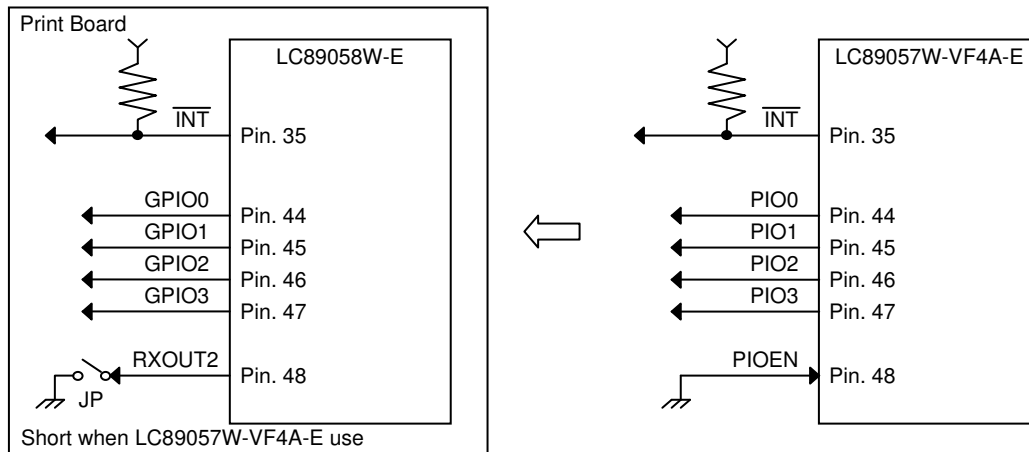 Print Board
LC89058W-E
INT
Pin. 35
GPIO0
Pin. 44
GPIO1
Pin. 45
GPIO2
Pin. 46
GPIO3
Pin. 47
RXOUT2
Pin. 48
JP
Short when LC89057W-VF4A-E use
LC89057W-VF4A-E
INT
Pin. 35
PIO0
Pin. 44
PIO1
Pin. 45
PIO2
Pin. 46
PIO3
Pin. 47
PIOEN
Pin. 48